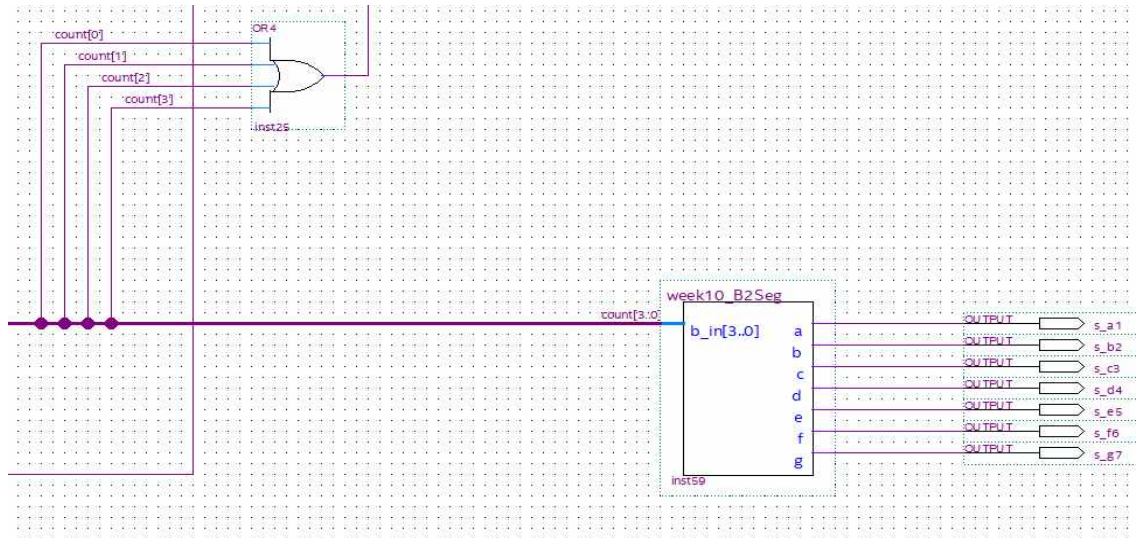 OR4
count[0]
count[1]
count[2]
count[3]
inst25
week10_B2Seg
count[3..0]
b_in[3..0]
a
b
c
d
e
f
g
inst59
OUTPUT
s_a1
OUTPUT
s_b2
OUTPUT
s_c3
OUTPUT
s_d4
OUTPUT
s_e5
OUTPUT
s_f6
OUTPUT
s_g7